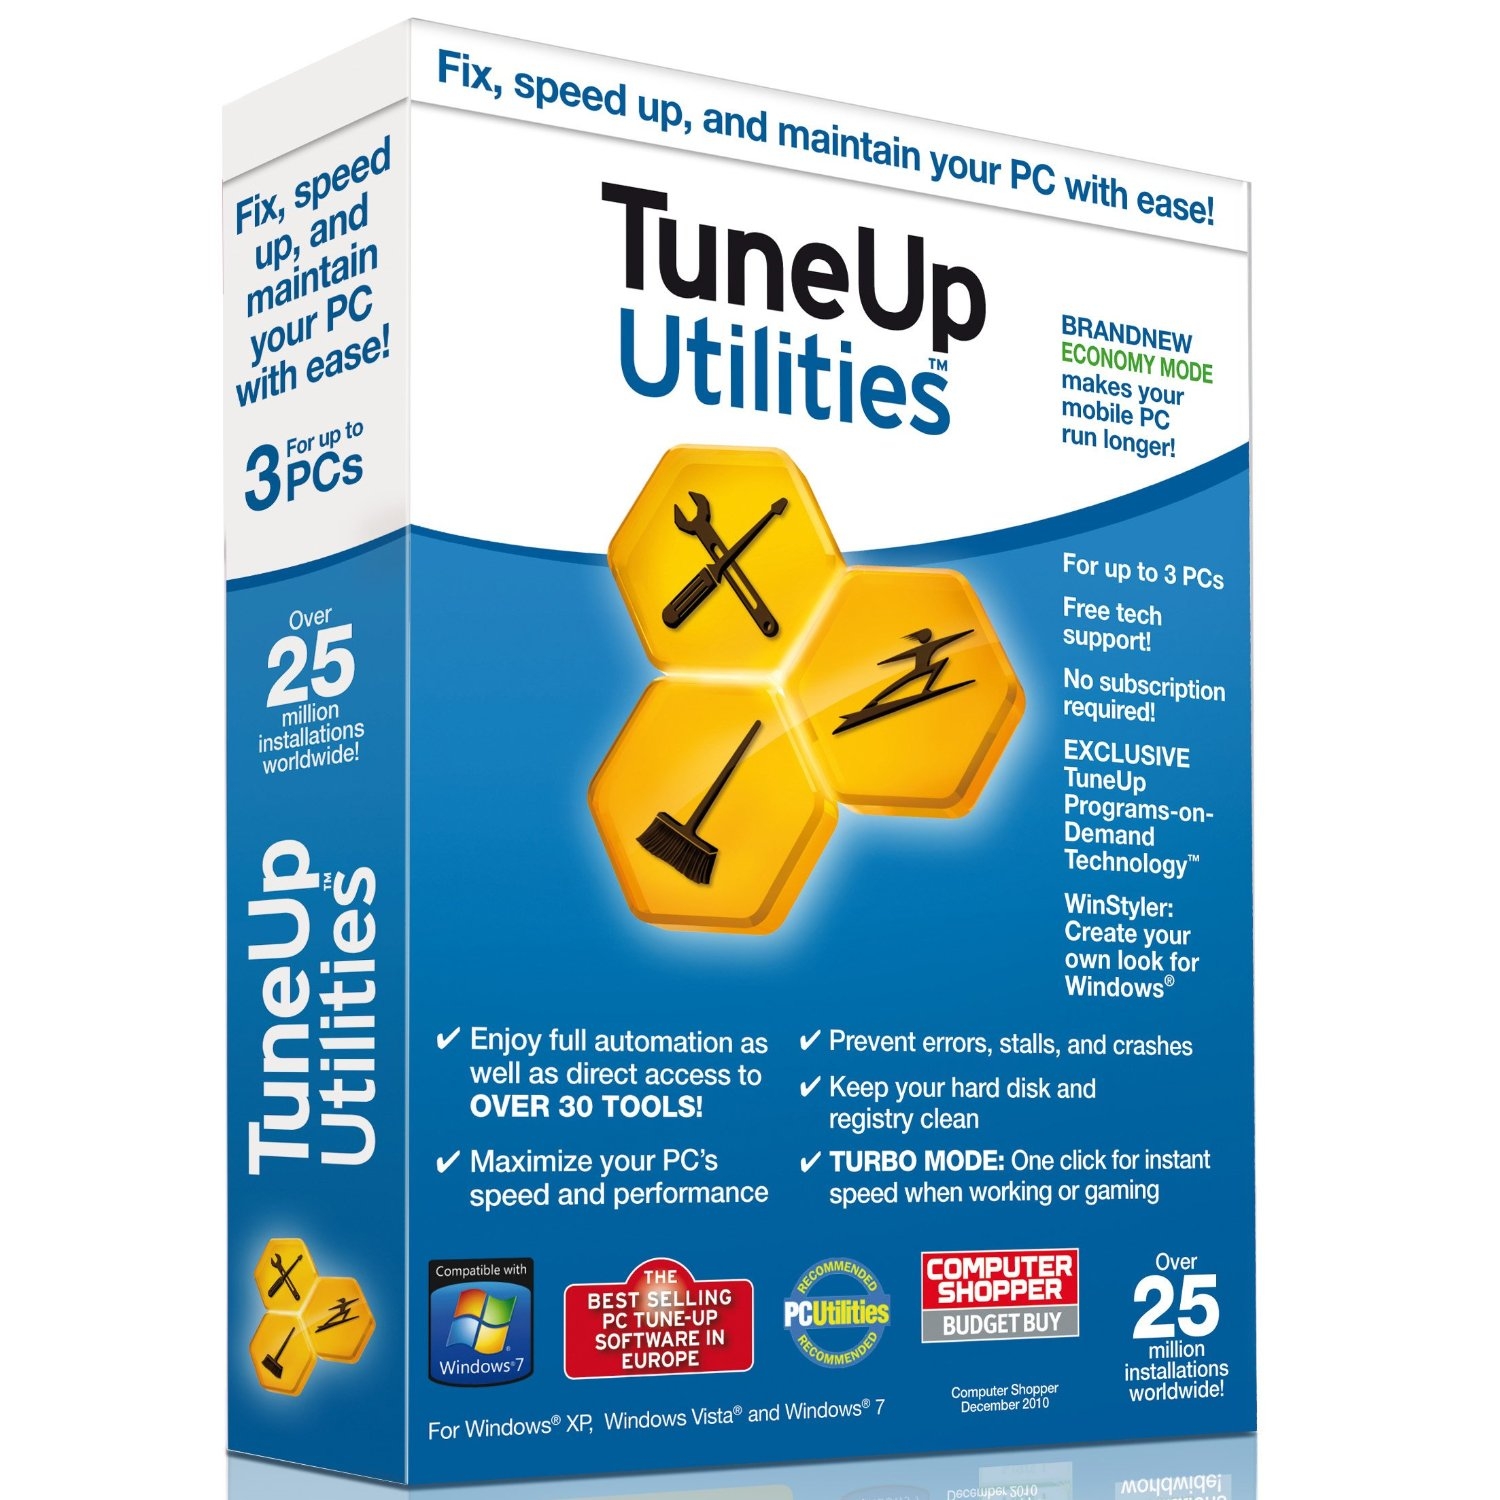 Fix, speed up, and maintain your PC with ease!
TuneUp
Utilities™
BRANDNEW
ECONOMY MODE
makes your
mobile PC
run longer!
For up to 3 PCs
Free tech
support!
No subscription
required!
EXCLUSIVE
TuneUp
Programs-on-
Demand
Technology™
WinStyler:
Create your
own look for
Windows®
✓ Enjoy full automation as
well as direct access to
OVER 30 TOOLS!
✓ Maximize your PC's
speed and performance
✓ Prevent errors, stalls, and crashes
✓ Keep your hard disk and
registry clean
✓ TURBO MODE: One click for instant
speed when working or gaming
Compatible with
Windows®7
THE
BEST SELLING
PC TUNE-UP
SOFTWARE IN
EUROPE
RECOMMENDED
PCUtilities
RECOMMENDED
COMPUTER
SHOPPER
BUDGET BUY
Computer Shopper
December 2010
Over
25
million
installations
worldwide!
For Windows® XP, Windows Vista® and Windows® 7
Fix, speed
up, and
maintain
your PC
with ease!
3 For up to
PCs
Over
25
million
installations
worldwide!
TuneUp
Utilities™
worldwide!
December 2010